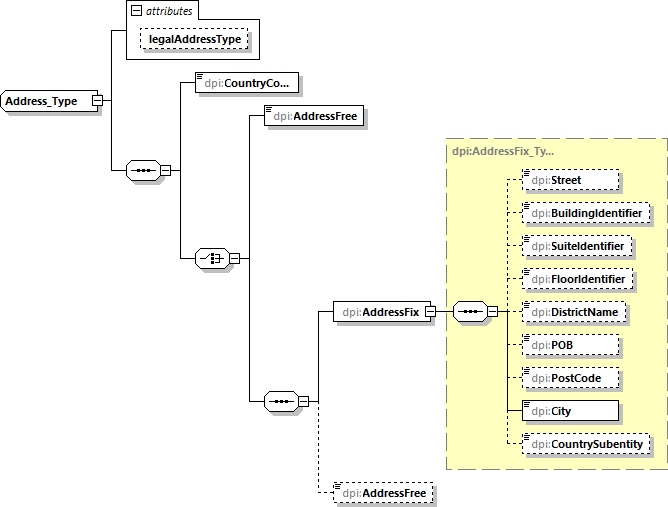 attributes
legalAddressType
Address_Type
dpi:CountryCo...
dpi:AddressFree
dpi:AddressFix_Ty...
dpi:Street
dpi:BuildingIdentifier
dpi:SuiteIdentifier
dpi:FloorIdentifier
dpi:AddressFix
dpi:DistrictName
dpi:POB
dpi:PostCode
dpi:City
dpi:CountrySubentity
dpi:AddressFree